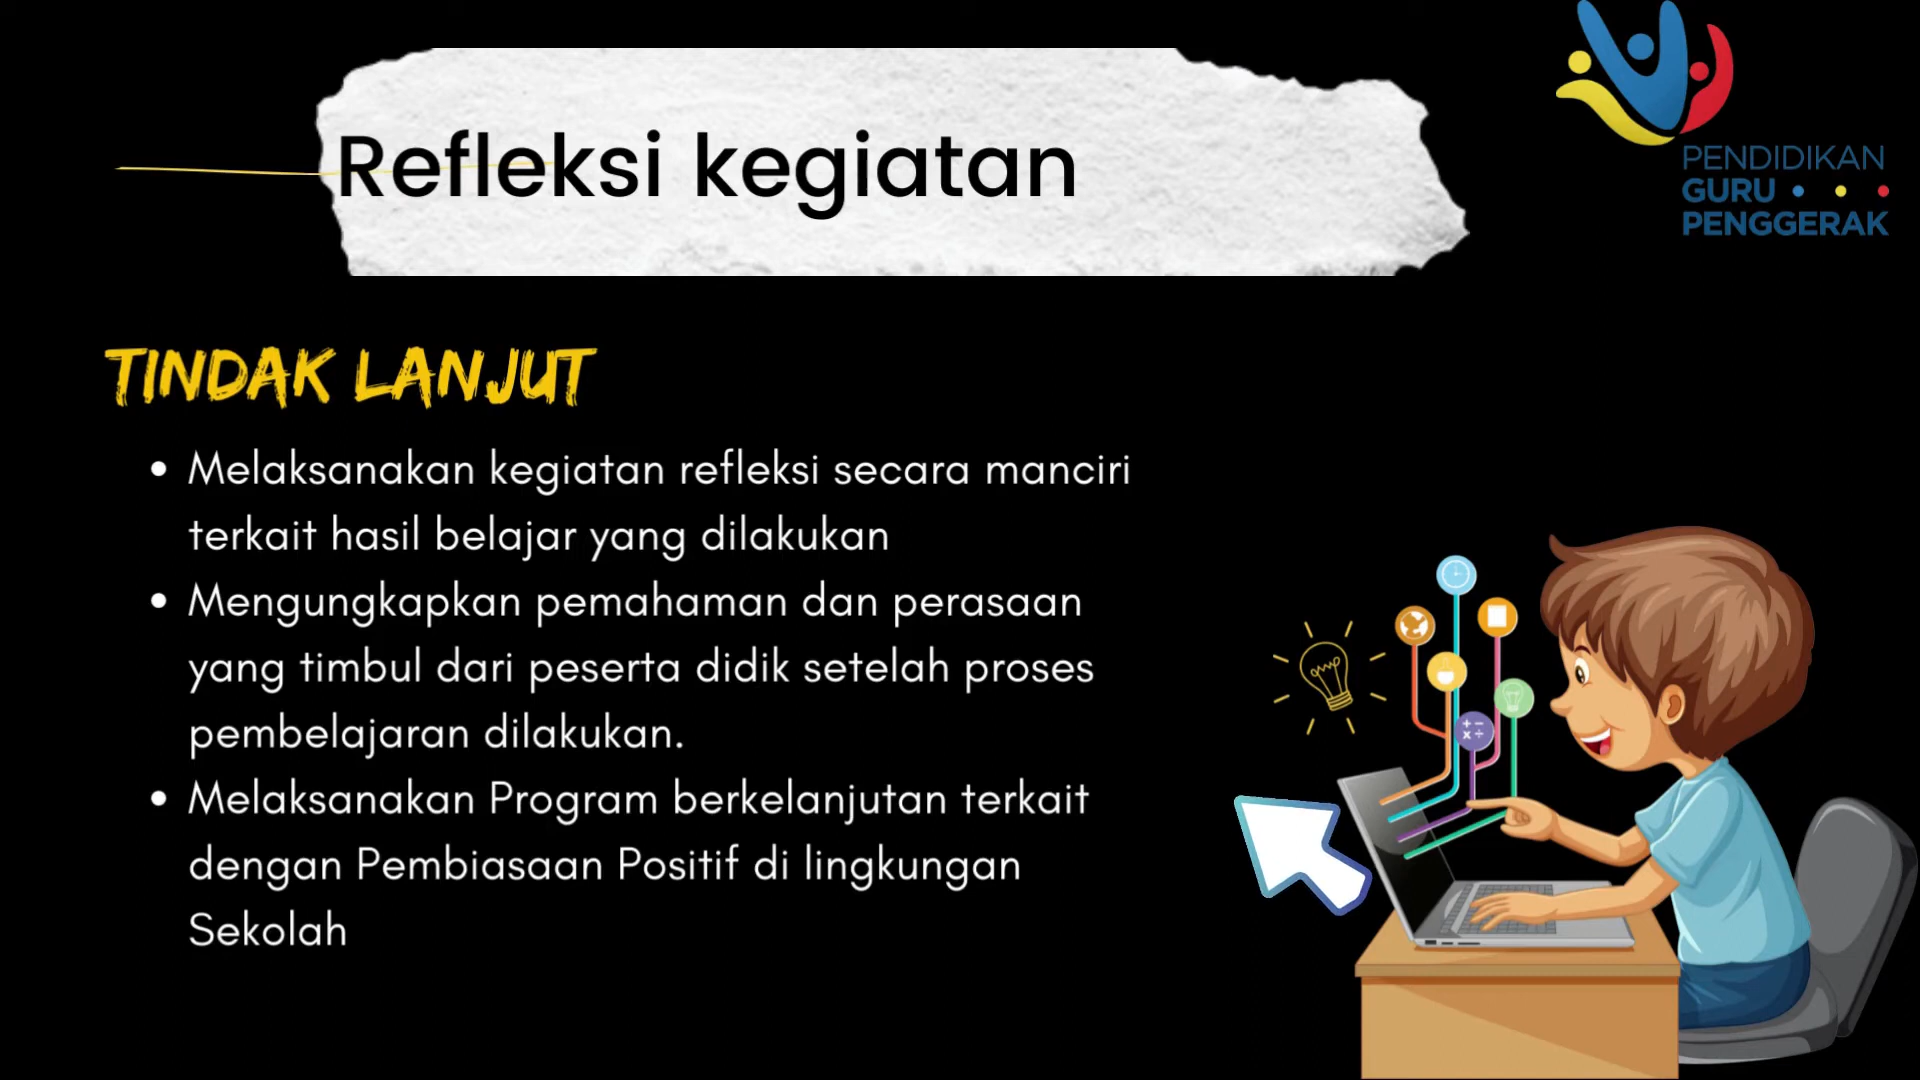 Refleksi kegiatan
PENDIDIKAN
GURU
PENGGERAK
TINDAK LANJUT
• Melaksanakan kegiatan refleksi secara manciri
terkait hasil belajar yang dilakukan
• Mengungkapkan pemahaman dan perasaan
yang timbul dari peserta didik setelah proses
pembelajaran dilakukan.
• Melaksanakan Program berkelanjutan terkait
dengan Pembiasaan Positif di lingkungan
Sekolah